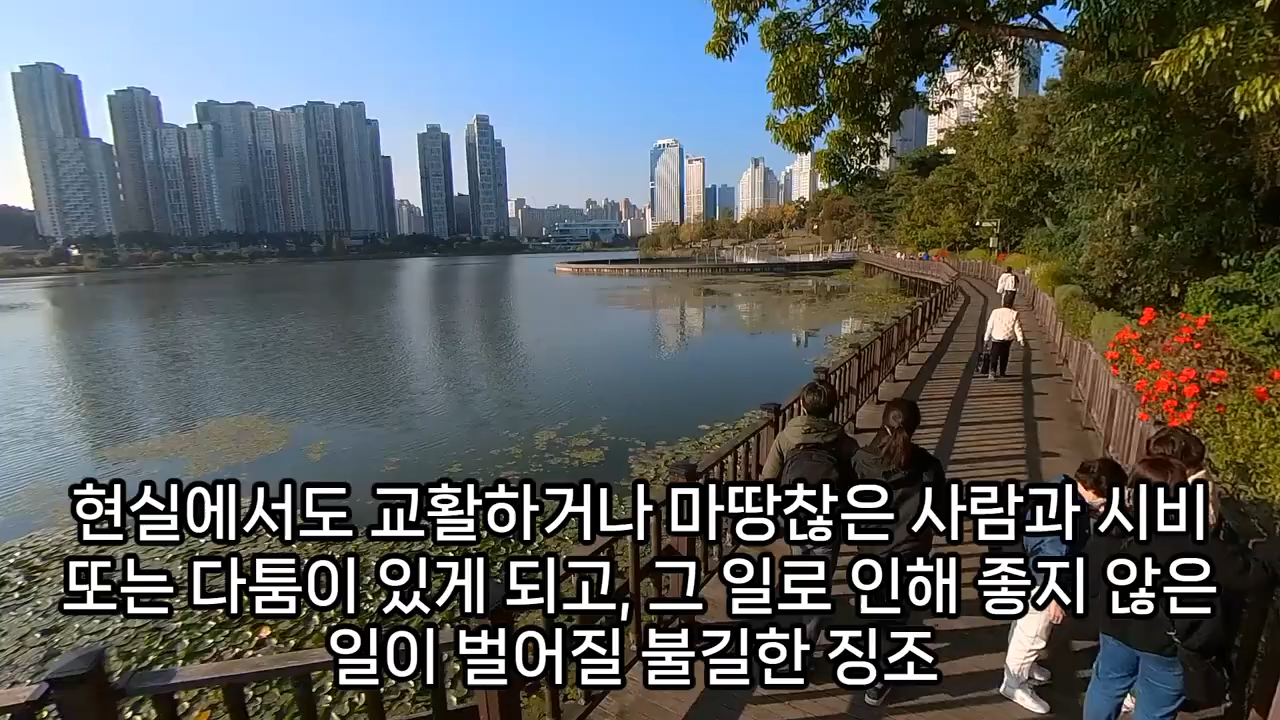 현실에서도 교활하거나 마땅찮은 사람과 시비
또는 다툼이 있게 되고, 그 일로 인해 좋지 않은
일이 벌어질 불길한 징조